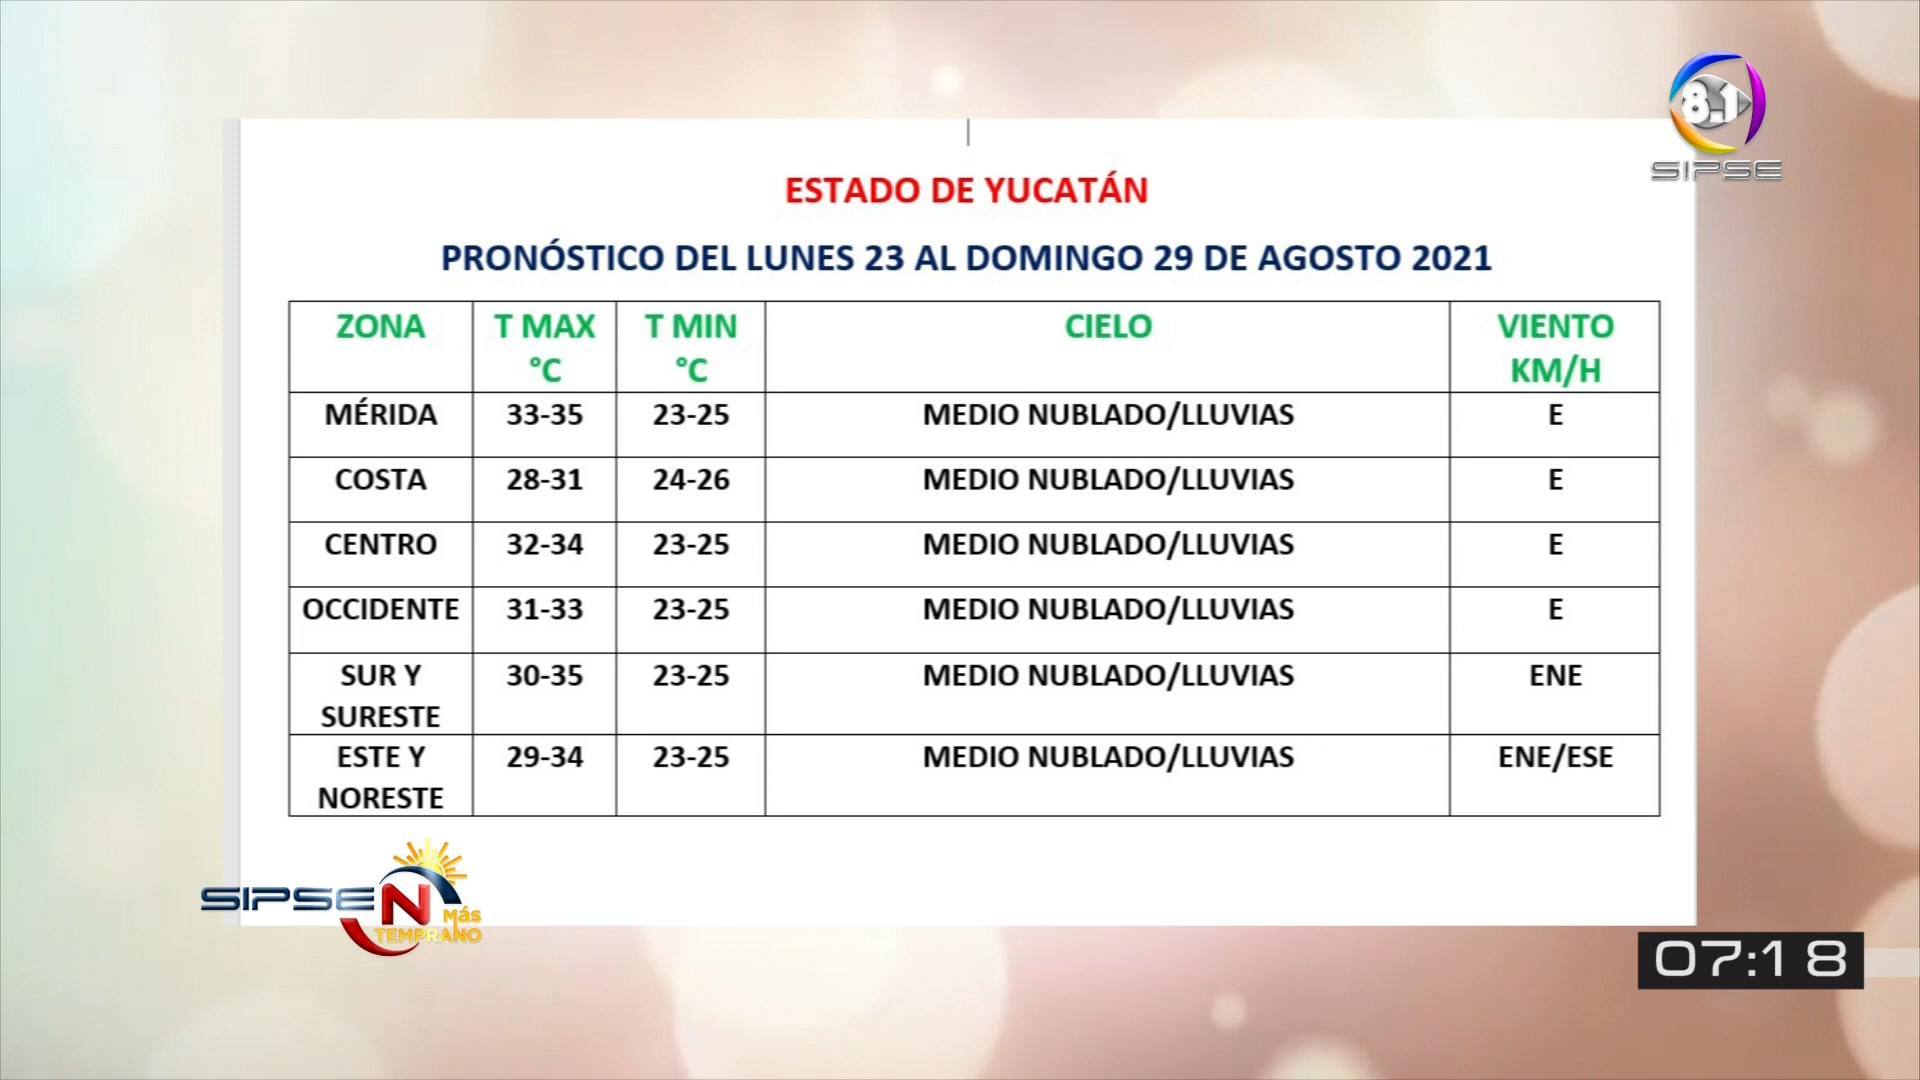 8.1
SIPSE
ESTADO DE YUCATÁN
PRONÓSTICO DEL LUNES 23 AL DOMINGO 29 DE AGOSTO 2021
ZONA T MAX °C T MIN °C CIELO VIENTO KM/H
MÉRIDA 33-35 23-25 MEDIO NUBLADO/LLUVIAS E
COSTA 28-31 24-26 MEDIO NUBLADO/LLUVIAS E
CENTRO 32-34 23-25 MEDIO NUBLADO/LLUVIAS E
OCCIDENTE 31-33 23-25 MEDIO NUBLADO/LLUVIAS E
SUR Y SURESTE 30-35 23-25 MEDIO NUBLADO/LLUVIAS ENE
ESTE Y NORESTE 29-34 23-25 MEDIO NUBLADO/LLUVIAS ENE/ESE
SIPSE N
MÁS
TEMPRANO
07:18